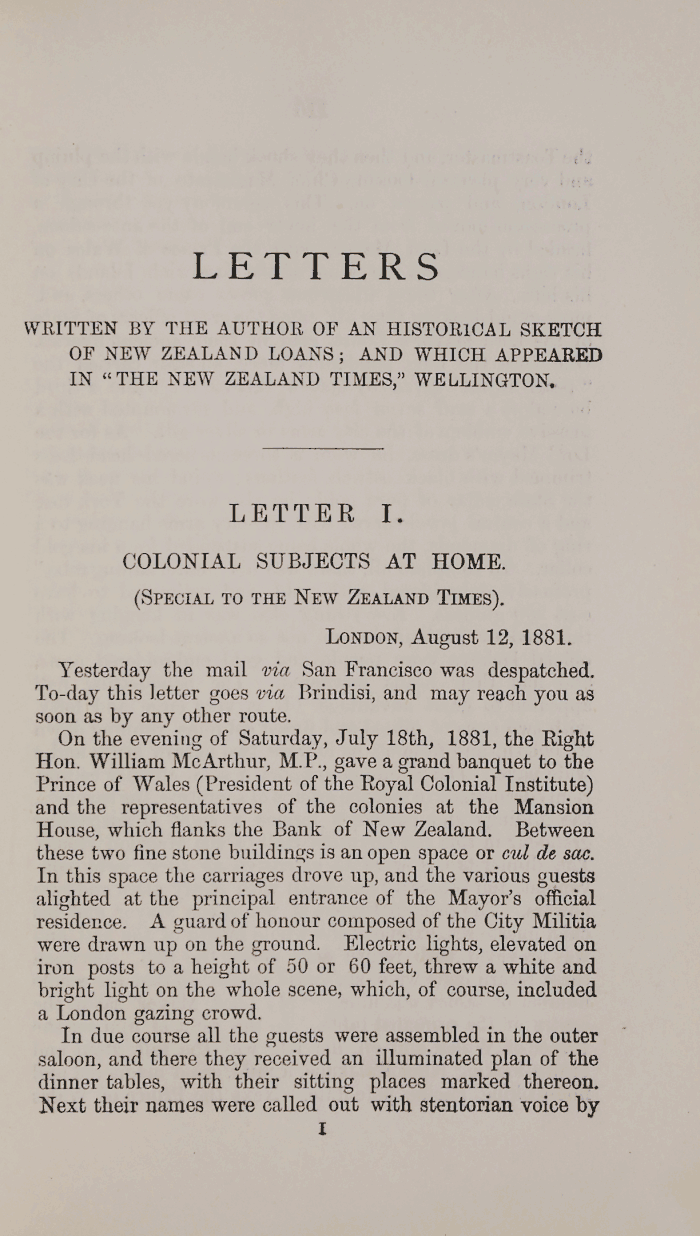 LETTERS
WRITTEN BY THE AUTHOR OF AN HISTORICAL SKETCH
OF NEW ZEALAND LOANS; AND WHICH APPEARED
IN “THE NEW ZEALAND TIMES,” WELLINGTON.
LETTER I.
COLONIAL SUBJECTS AT HOME.
(SPECIAL TO THE NEW ZEALAND TIMES).
LONDON, August 12, 1881.
Yesterday the mail via San Francisco was despatched.
To-day this letter goes via Brindisi, and may reach you as
soon as by any other route.
On the evening of Saturday, July 18th, 1881, the Right
Hon. William McArthur, M.P., gave a grand banquet to the
Prince of Wales (President of the Royal Colonial Institute)
and the representatives of the colonies at the Mansion
House, which flanks the Bank of New Zealand. Between
these two fine stone buildings is an open space or cul de sac.
In this space the carriages drove up, and the various guests
alighted at the principal entrance of the Mayor’s official
residence. A guard of honour composed of the City Militia
were drawn up on the ground. Electric lights, elevated on
iron posts to a height of 50 or 60 feet, threw a white and
bright light on the whole scene, which, of course, included
a London gazing crowd.
In due course all the guests were assembled in the outer
saloon, and there they received an illuminated plan of the
dinner tables, with their sitting places marked thereon.
Next their names were called out with stentorian voice by
I